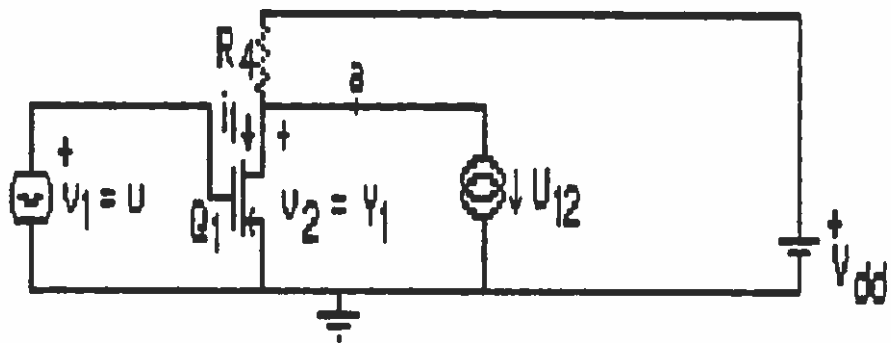 R4
a
i1
+
+
v1 = U
Q1
v2 = Y1
U12
+
Vdd